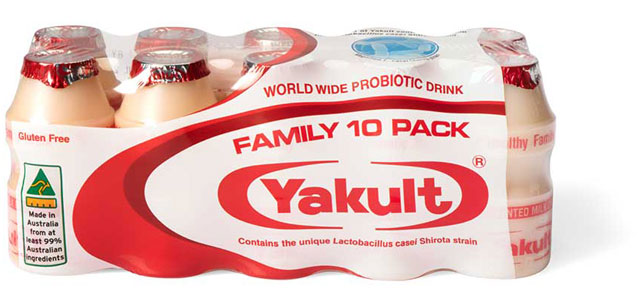 WORLD WIDE PROBIOTIC DRINK
FAMILY 10 PACK
Gluten Free
Yakult®
Made in
Australia
from at
least 99%
Australian
ingredients
Contains the unique Lactobacillus casei Shirota strain
Yakult